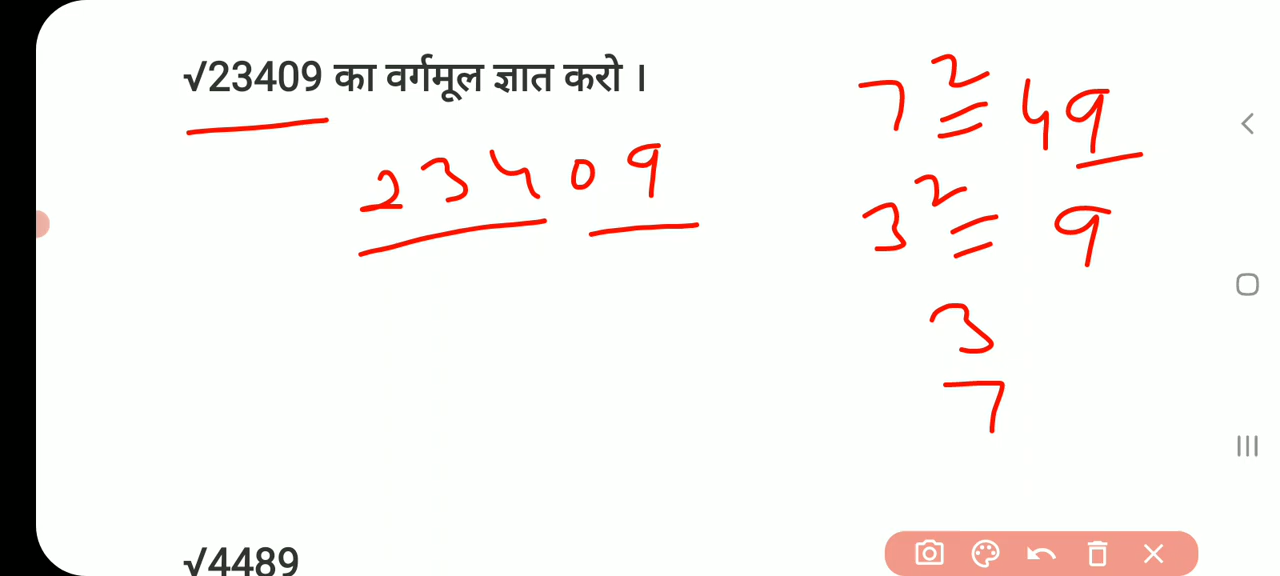 √23409 का वर्गमूल ज्ञात करो ।
23409
7² = 49
3² = 9
3
7
√4489